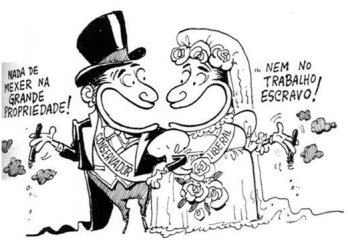 NADA DE
MEXER NA
GRANDE
PROPRIEDADE!
... NEM NO
TRABALHO
ESCRAVO!
CONSERVADOR
LIBERAL